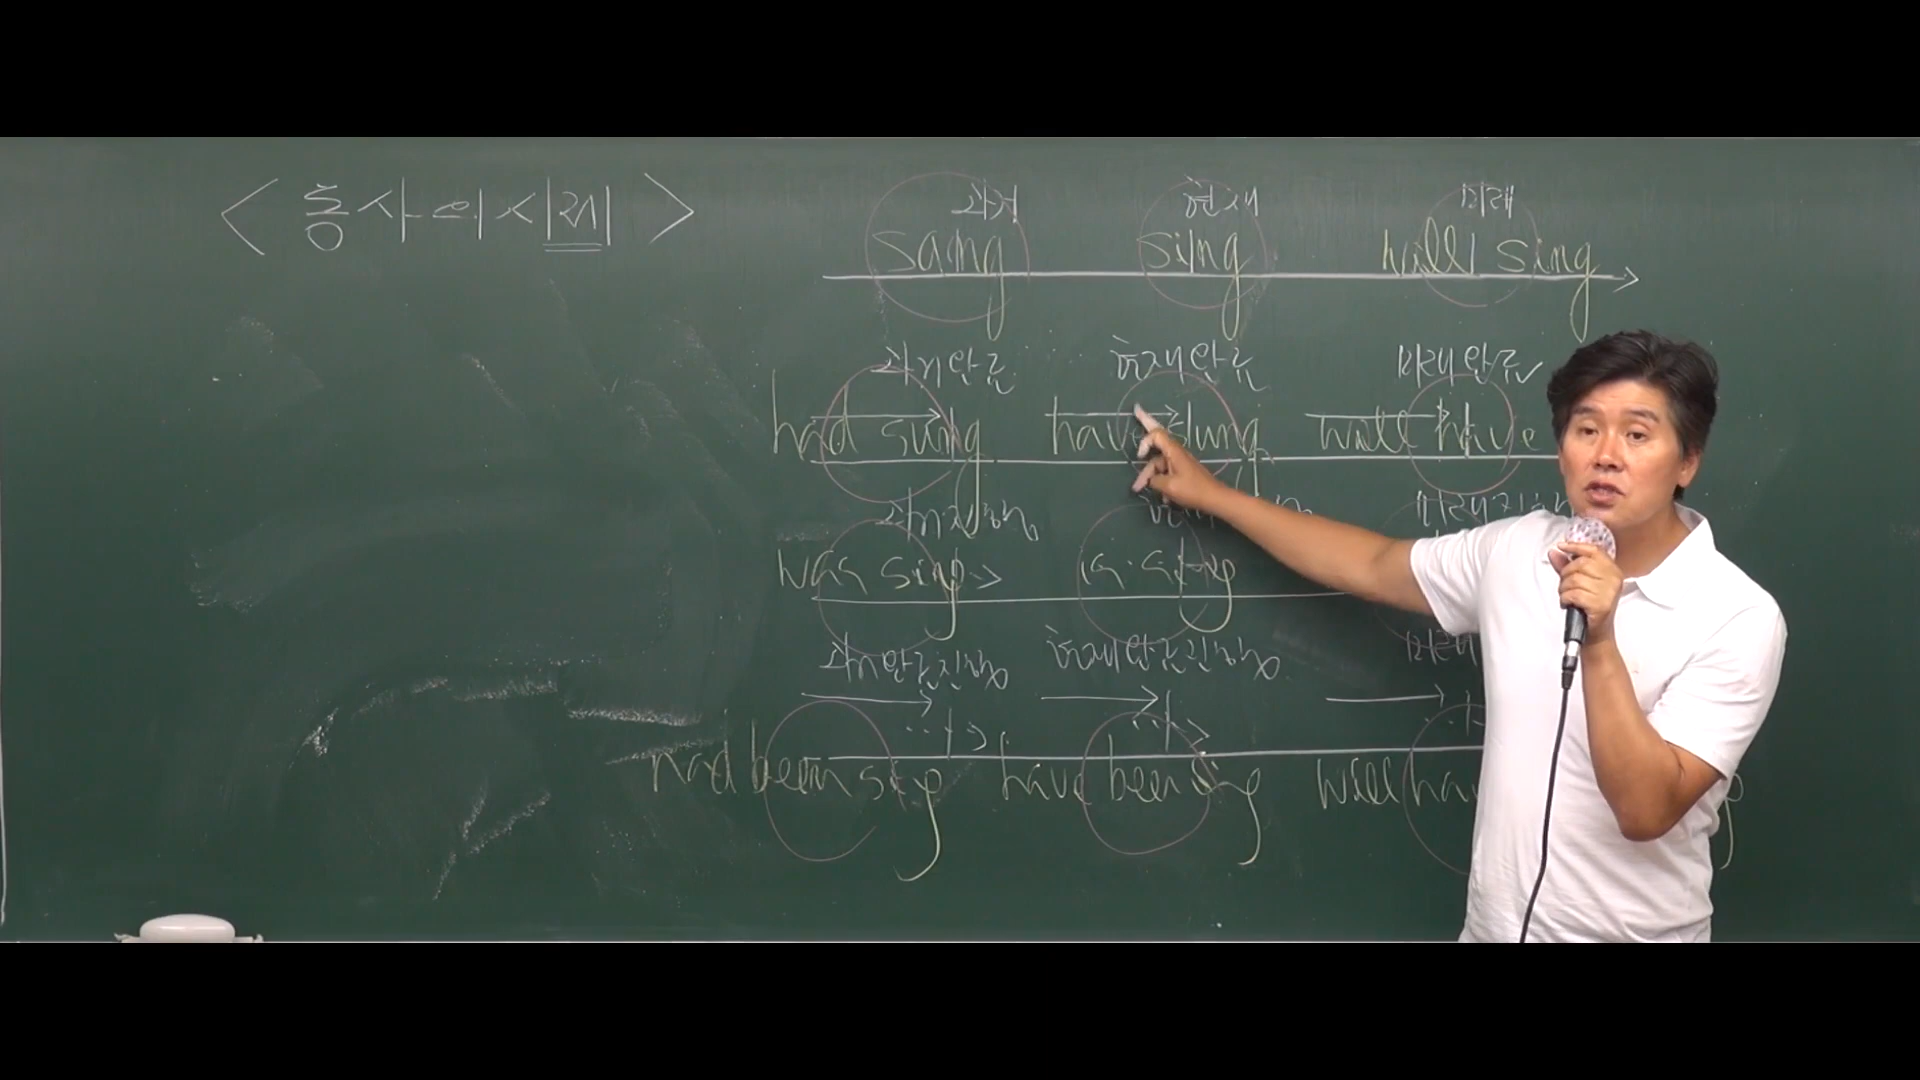 < 동사의 시제 >
과거 현재 미래
sang sing will sing
과거완료 현재완료 미래완료
had sung have sung will have
과거진행 미래진행
was sing is sing
과거완료진행 현재완료진행 미래
had been sing have been sing will have